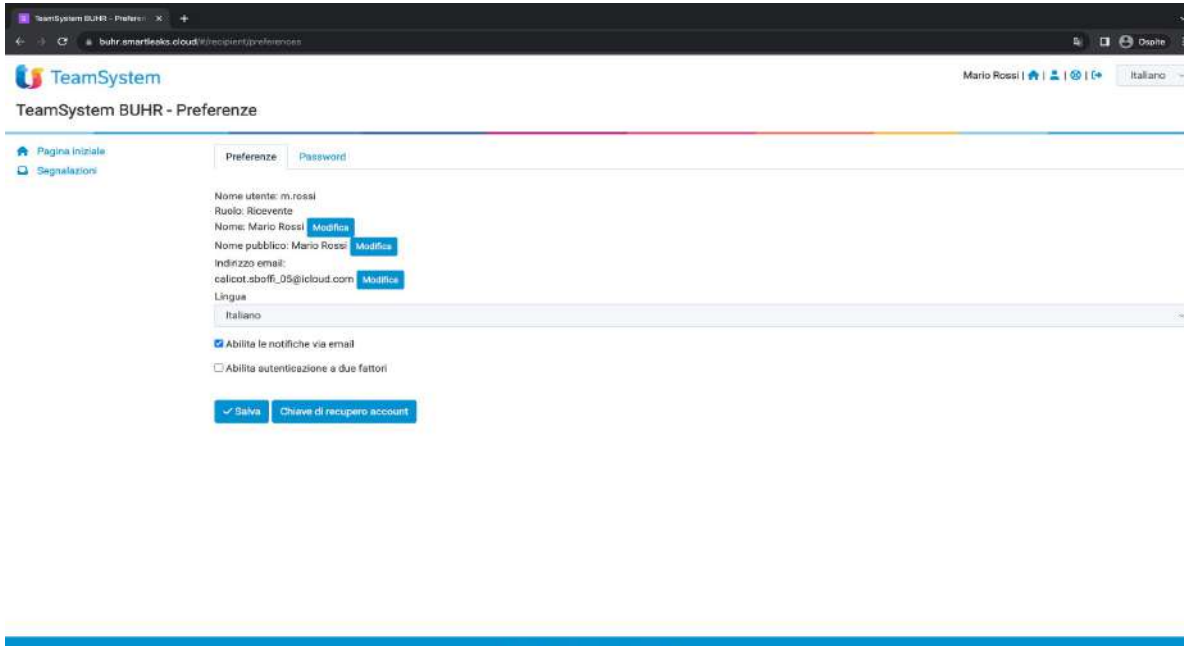 TeamSystem BUHR - Preferen
buhr.smartleaks.cloud/#/recipient/preferences
Ospite
TeamSystem
Mario Rossi | | | |
Italiano
TeamSystem BUHR - Preferenze
Pagina iniziale
Segnalazioni
Preferenze Password
Nome utente: m.rossi
Ruolo: Ricevente
Nome: Mario Rossi Modifica
Nome pubblico: Mario Rossi Modifica
Indirizzo email:
calicot.sboffi_05@icloud.com Modifica
Lingua
Italiano
Abilita le notifiche via email
Abilita autenticazione a due fattori
Salva Chiave di recupero account